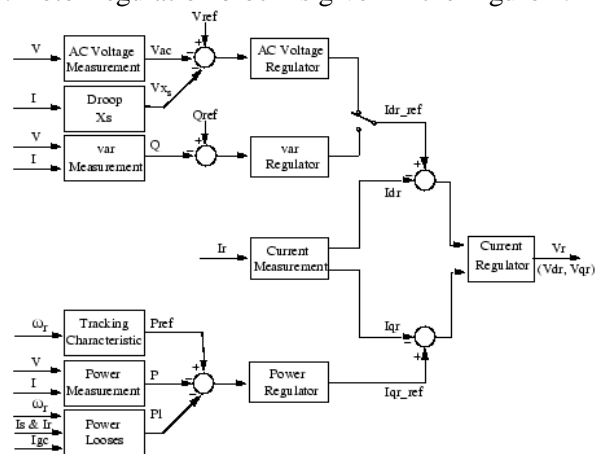 Vref
V
AC Voltage
Measurement
Vac
AC Voltage
Regulator
I
Droop
Xs
Vxs
Idr_ref
Qref
V
I
var
Measurement
Q
var
Regulator
Idr
Ir
Current
Measurement
Current
Regulator
Vr
(Vdr, Vqr)
ωr
Tracking
Characteristic
Pref
Iqr
V
I
Power
Measurement
P
Power
Regulator
Iqr_ref
ωr
Is & Ir
Igc
Power
Looses
Pl